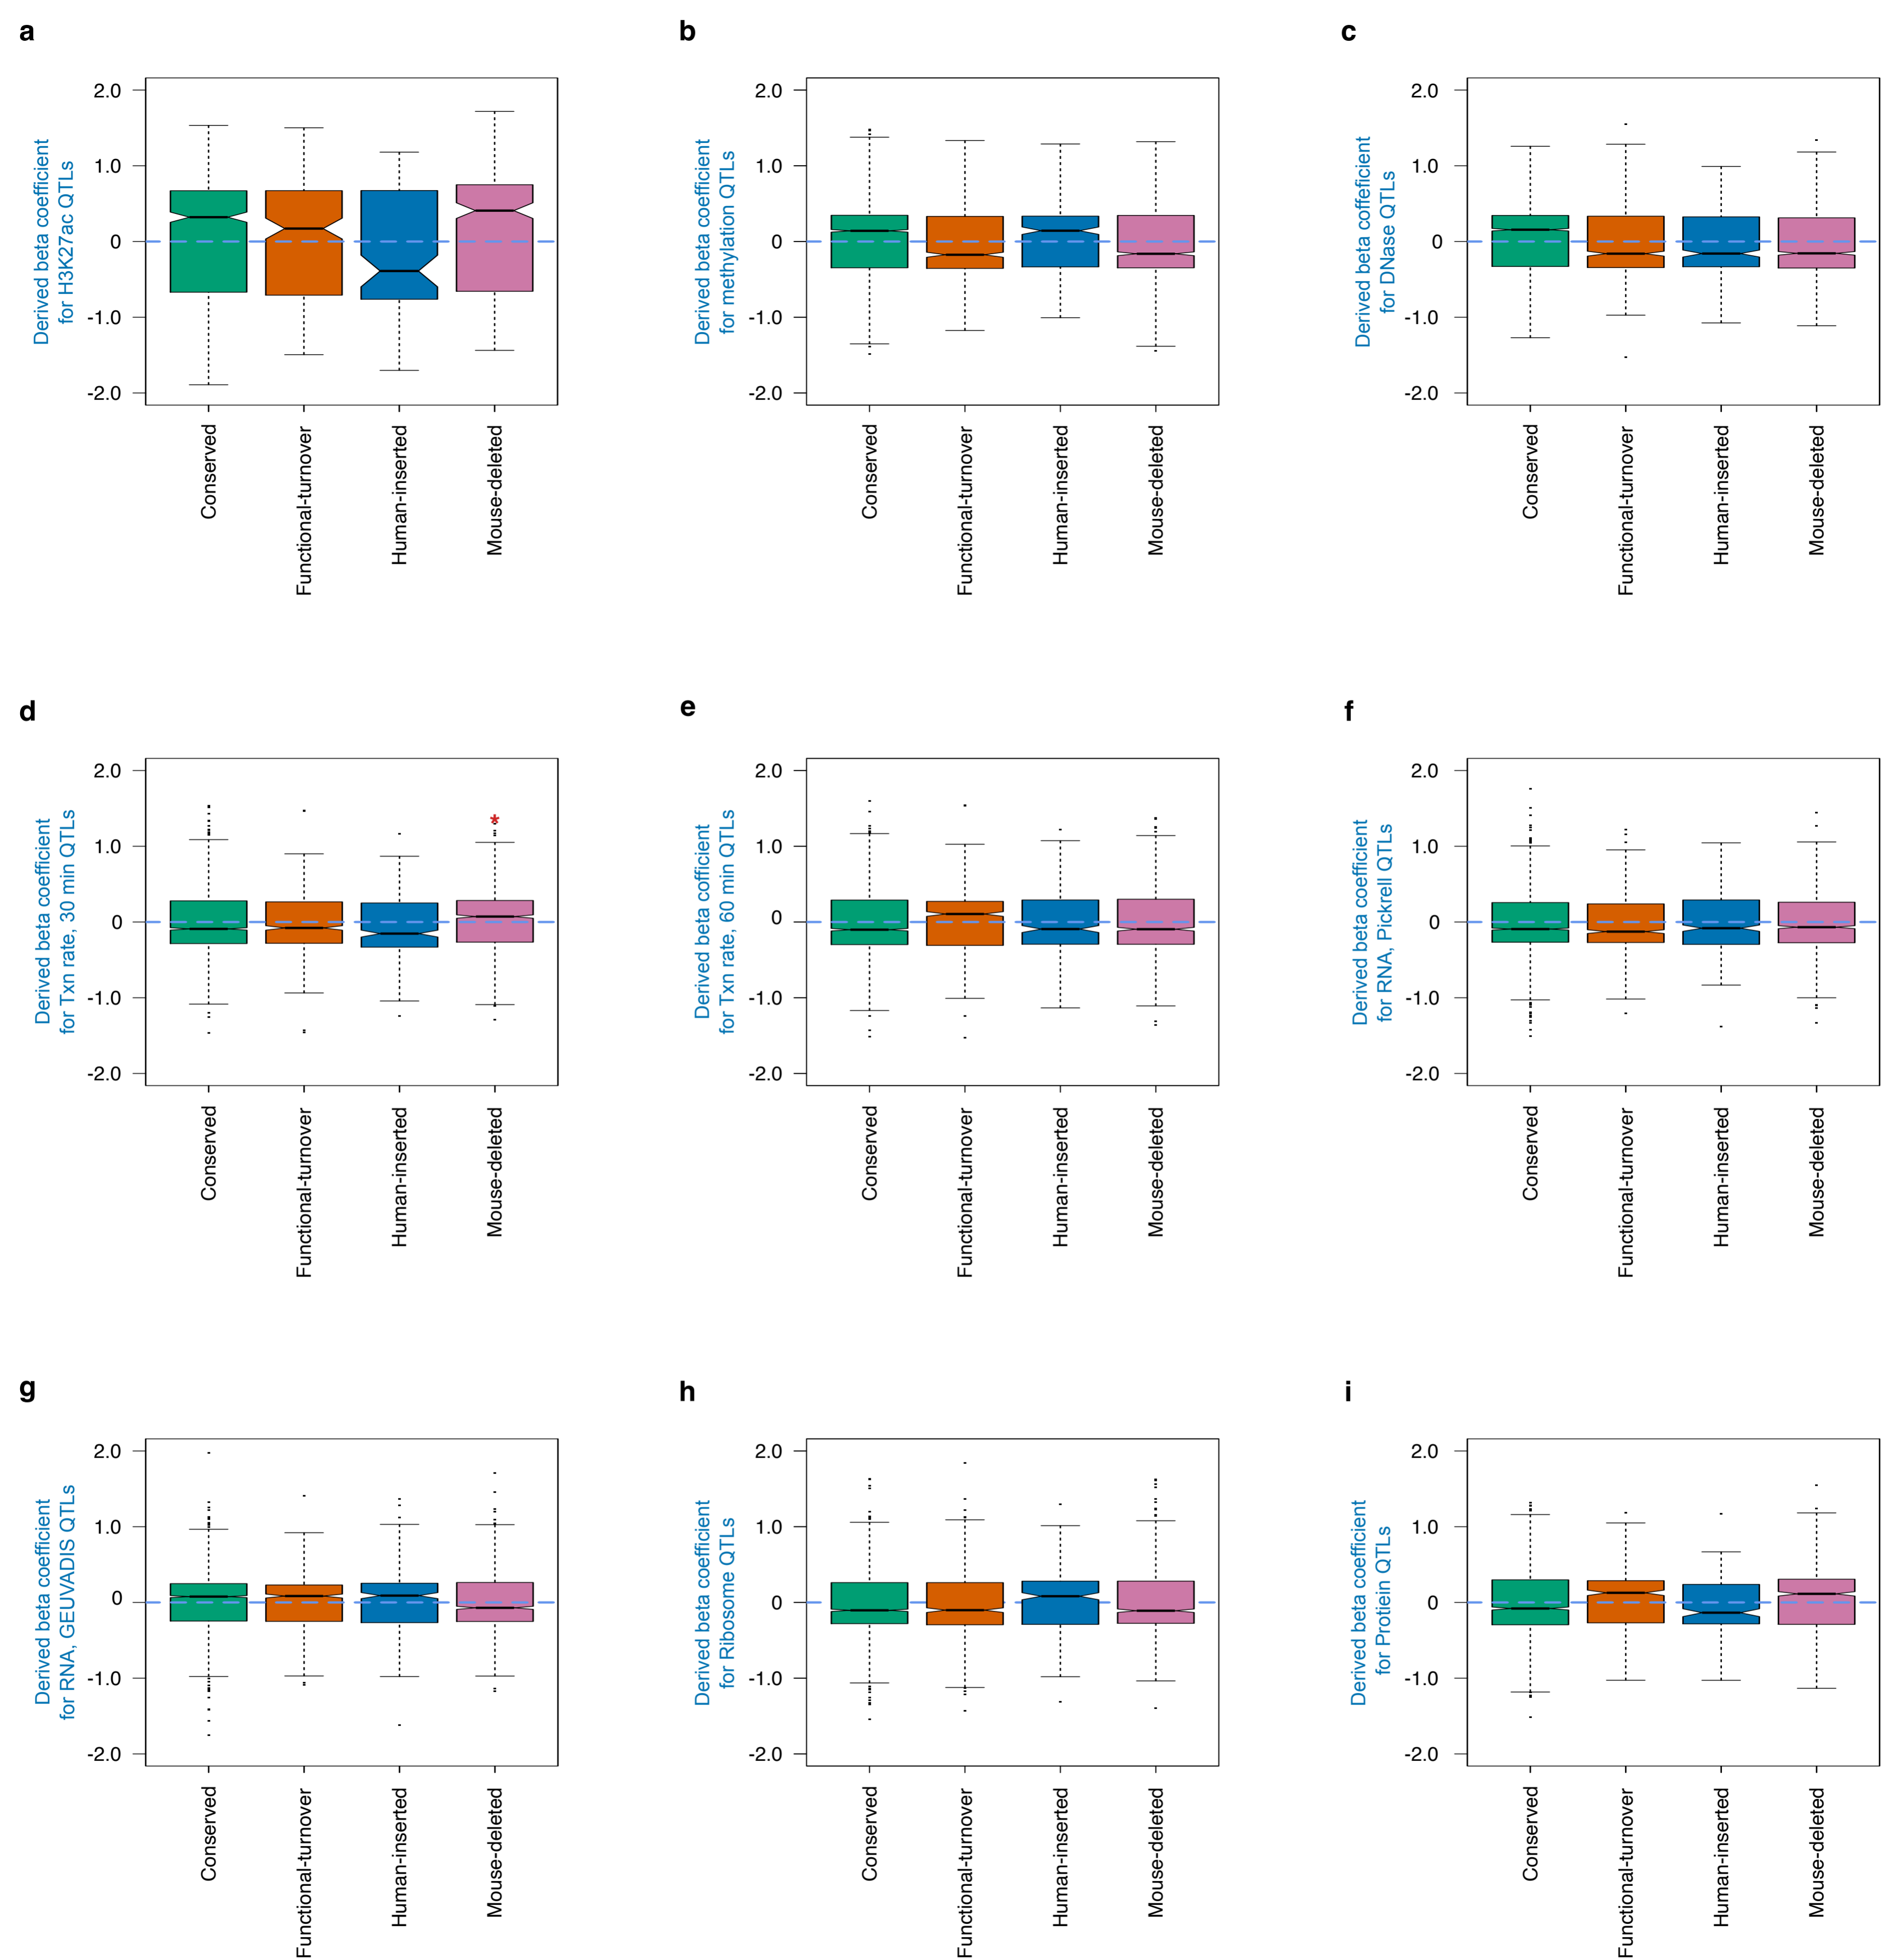 a
Derived beta coefficient
for H3K27ac QTLs
2.0
1.0
0
-1.0
-2.0
Conserved
Functional-turnover
Human-inserted
Mouse-deleted
b
Derived beta coefficient
for methylation QTLs
2.0
1.0
0
-1.0
-2.0
Conserved
Functional-turnover
Human-inserted
Mouse-deleted
c
Derived beta coffeficient
for DNase QTLs
2.0
1.0
0
-1.0
-2.0
Conserved
Functional-turnover
Human-inserted
Mouse-deleted
d
Derived beta coefficient
for Txn rate, 30 min QTLs
2.0
1.0
0
-1.0
-2.0
*
Conserved
Functional-turnover
Human-inserted
Mouse-deleted
e
Derived beta cofficient
for Txn rate, 60 min QTLs
2.0
1.0
0
-1.0
-2.0
Conserved
Functional-turnover
Human-inserted
Mouse-deleted
f
Derived beta coefficient
for RNA, Pickrell QTLs
2.0
1.0
0
-1.0
-2.0
Conserved
Functional-turnover
Human-inserted
Mouse-deleted
g
Derived beta coefficient
for RNA, GEUVADIS QTLs
2.0
1.0
0
-1.0
-2.0
Conserved
Functional-turnover
Human-inserted
Mouse-deleted
h
Derived beta coefficient
for Ribosome QTLs
2.0
1.0
0
-1.0
-2.0
Conserved
Functional-turnover
Human-inserted
Mouse-deleted
i
Derived beta coefficient
for Protien QTLs
2.0
1.0
0
-1.0
-2.0
Conserved
Functional-turnover
Human-inserted
Mouse-deleted